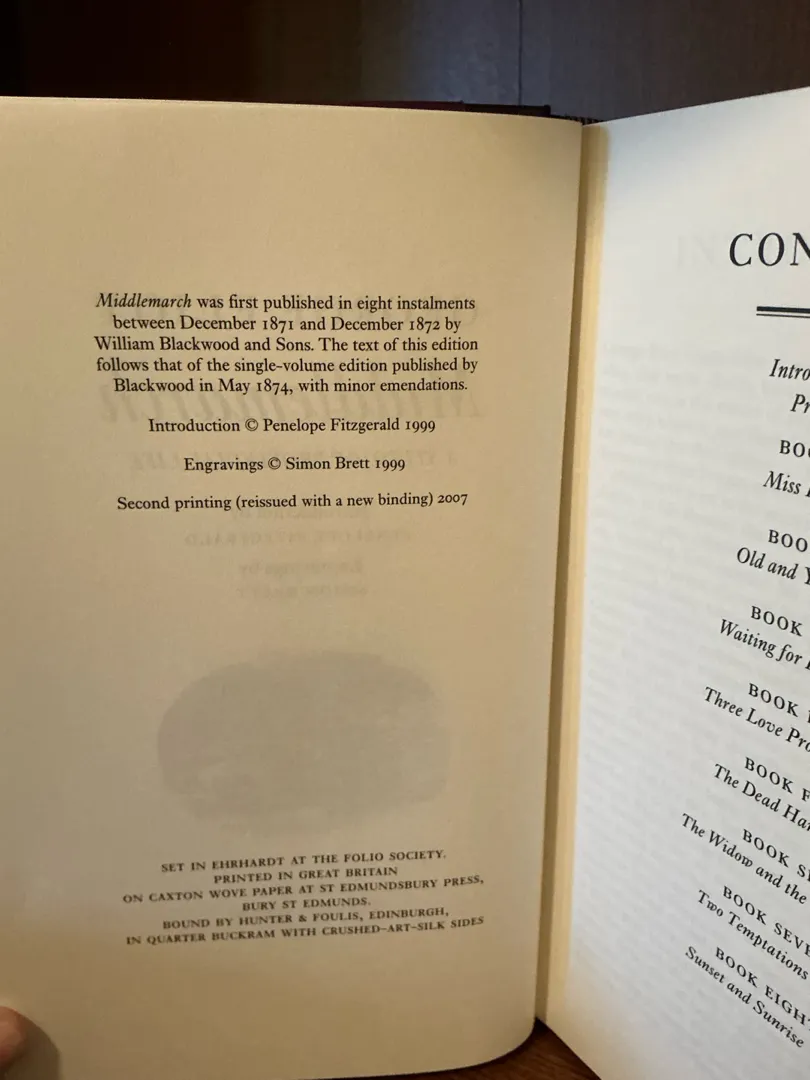 Middlemarch was first published in eight instalments
between December 1871 and December 1872 by
William Blackwood and Sons. The text of this edition
follows that of the single-volume edition published by
Blackwood in May 1874, with minor emendations.
Introduction © Penelope Fitzgerald 1999
Engravings © Simon Brett 1999
Second printing (reissued with a new binding) 2007
SET IN EHRHARDT AT THE FOLIO SOCIETY.
PRINTED IN GREAT BRITAIN
ON CAXTON WOVE PAPER AT ST EDMUNDSBURY PRESS,
BURY ST EDMUNDS.
BOUND BY HUNTER & FOULIS, EDINBURGH,
IN QUARTER BUCKRAM WITH CRUSHED-ART-SILK SIDES
CON
Intro
Pr
BOO
Miss
BOO
Old and Y
BOOK
Waiting for
BOOK
Three Love Pro
BOOK F
The Dead Han
BOOK SI
The Widow and the
BOOK SEVE
Two Temptations
BOOK EIGHT
Sunset and Sunrise